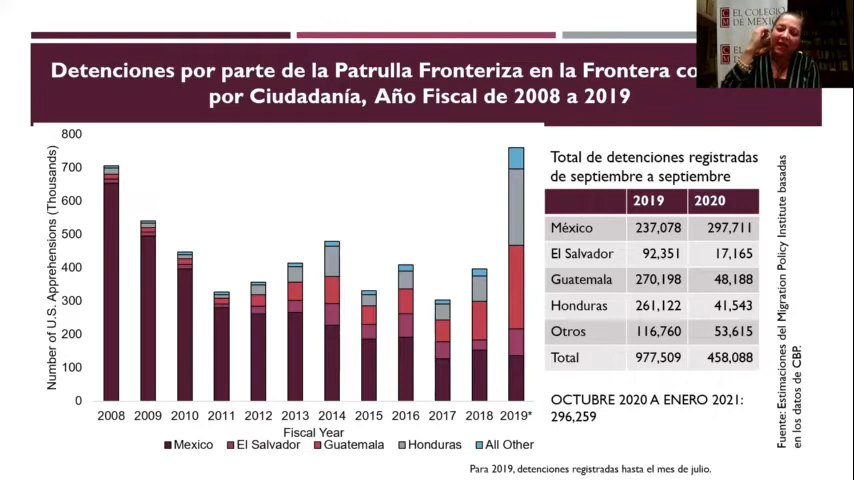 EL COLEGIO
DE MÉXICO
EL C
DE M
Detenciones por parte de la Patrulla Fronteriza en la Frontera co
por Ciudadanía, Año Fiscal de 2008 a 2019
Number of U.S. Apprehensions (Thousands)
800
700
600
500
400
300
200
100
0
2008 2009 2010 2011 2012 2013 2014 2015 2016 2017 2018 2019*
Fiscal Year
Mexico El Salvador Guatemala Honduras All Other
Total de detenciones registradas
de septiembre a septiembre
2019 2020
México 237,078 297,711
El Salvador 92,351 17,165
Guatemala 270,198 48,188
Honduras 261,122 41,543
Otros 116,760 53,615
Total 977,509 458,088
OCTUBRE 2020 A ENERO 2021:
296,259
Fuente: Estimaciones del Migration Policy Institute basadas
en los datos de CBP.
Para 2019, detenciones registradas hasta el mes de julio.